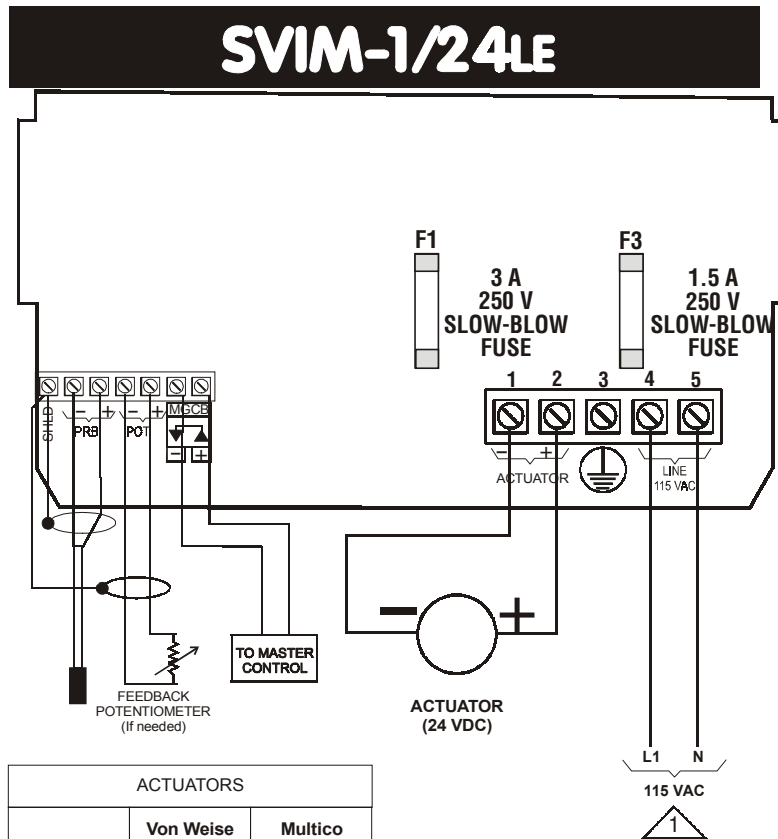 SVIM-1/24LE
F1
3 A
250 V
SLOW-BLOW
FUSE
F3
1.5 A
250 V
SLOW-BLOW
FUSE
1 2 3 4 5
SHLD
- + - +
PRB POT
MGCB
- +
- +
ACTUATOR
LINE
115 VAC
TO MASTER
CONTROL
FEEDBACK
POTENTIOMETER
(If needed)
- +
ACTUATOR
(24 VDC)
L1 N
115 VAC
1
ACTUATORS
Von Weise Multico